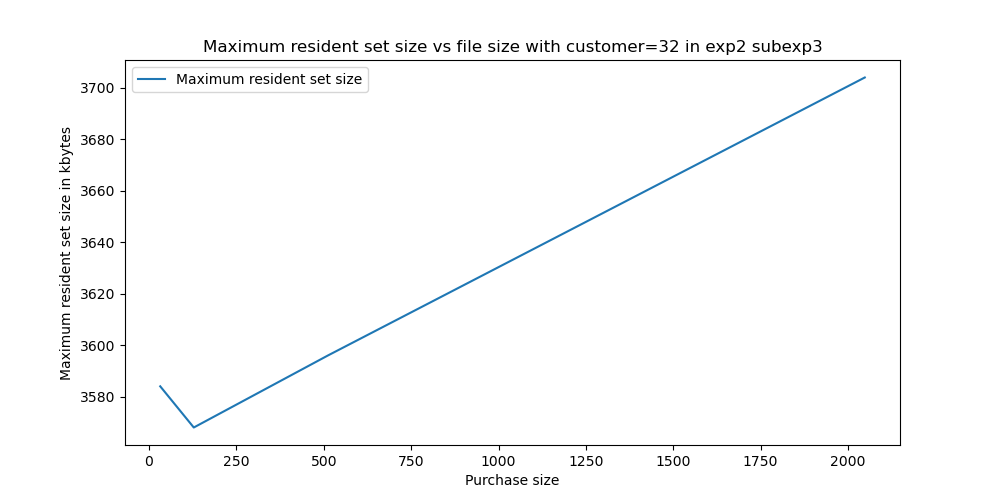 Maximum resident set size vs file size with customer=32 in exp2 subexp3
Maximum resident set size
Maximum resident set size in kbytes
3700
3680
3660
3640
3620
3600
3580
0 250 500 750 1000 1250 1500 1750 2000
Purchase size